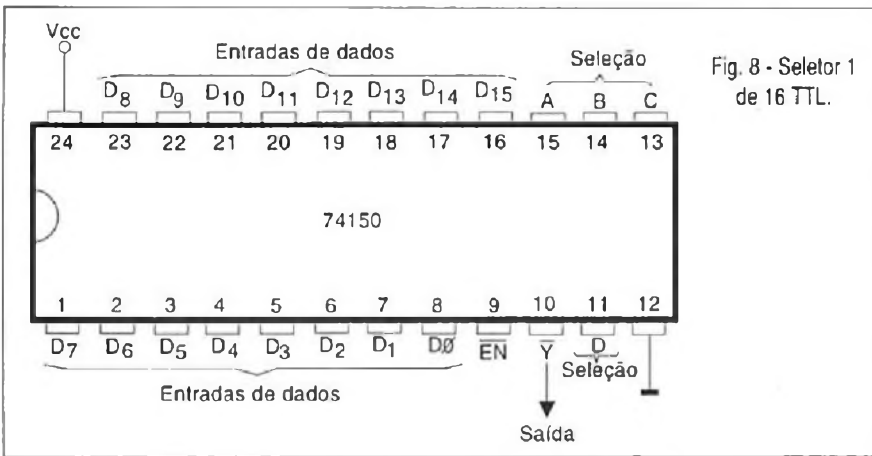 Vcc
Entradas de dados
Seleção
D8 D9 D10 D11 D12 D13 D14 D15 A B C
24 23 22 21 20 19 18 17 16 15 14 13
74150
1 2 3 4 5 6 7 8 9 10 11 12
D7 D6 D5 D4 D3 D2 D1 DØ E̅N̅ Y̅ D
Entradas de dados
Seleção
Saída
Fig. 8 - Seletor 1
de 16 TTL.